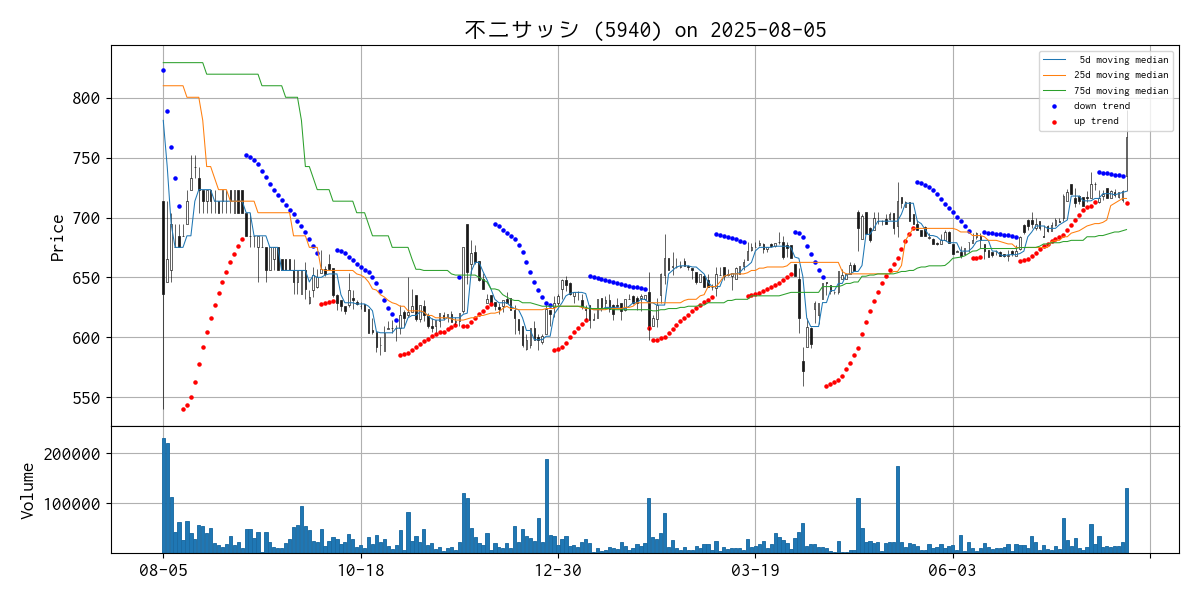 不二サッシ (5940) on 2025-08-05
5d moving median
25d moving median
75d moving median
down trend
up trend
Price
800
750
700
650
600
550
Volume
200000
100000
08-05
10-18
12-30
03-19
06-03